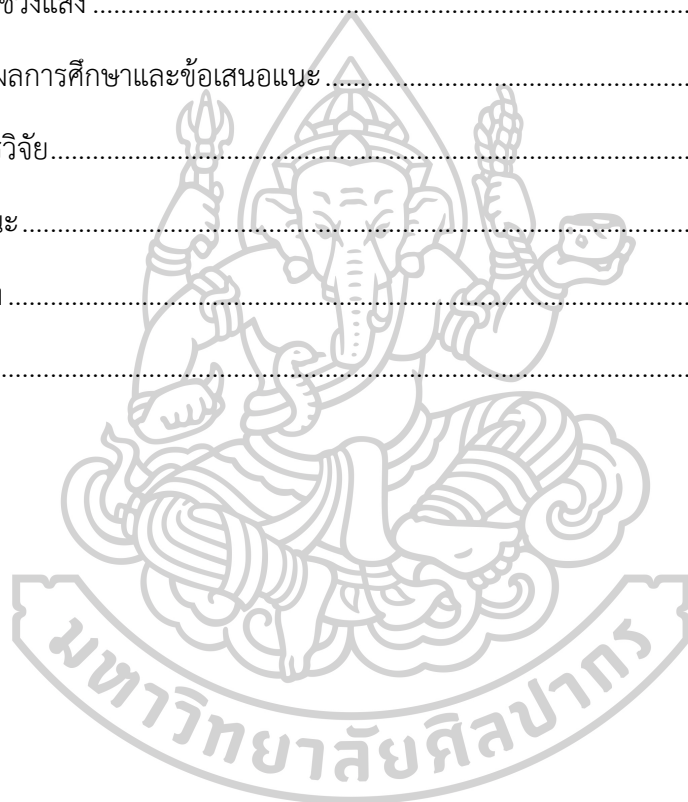 ช่วงแสง ........................................................................
ผลการศึกษาและข้อเสนอแนะ ........................................................................
วิจัย........................................................................
นะ ........................................................................
........................................................................
........................................................................
มหาวิทยาลัยศิลปากร